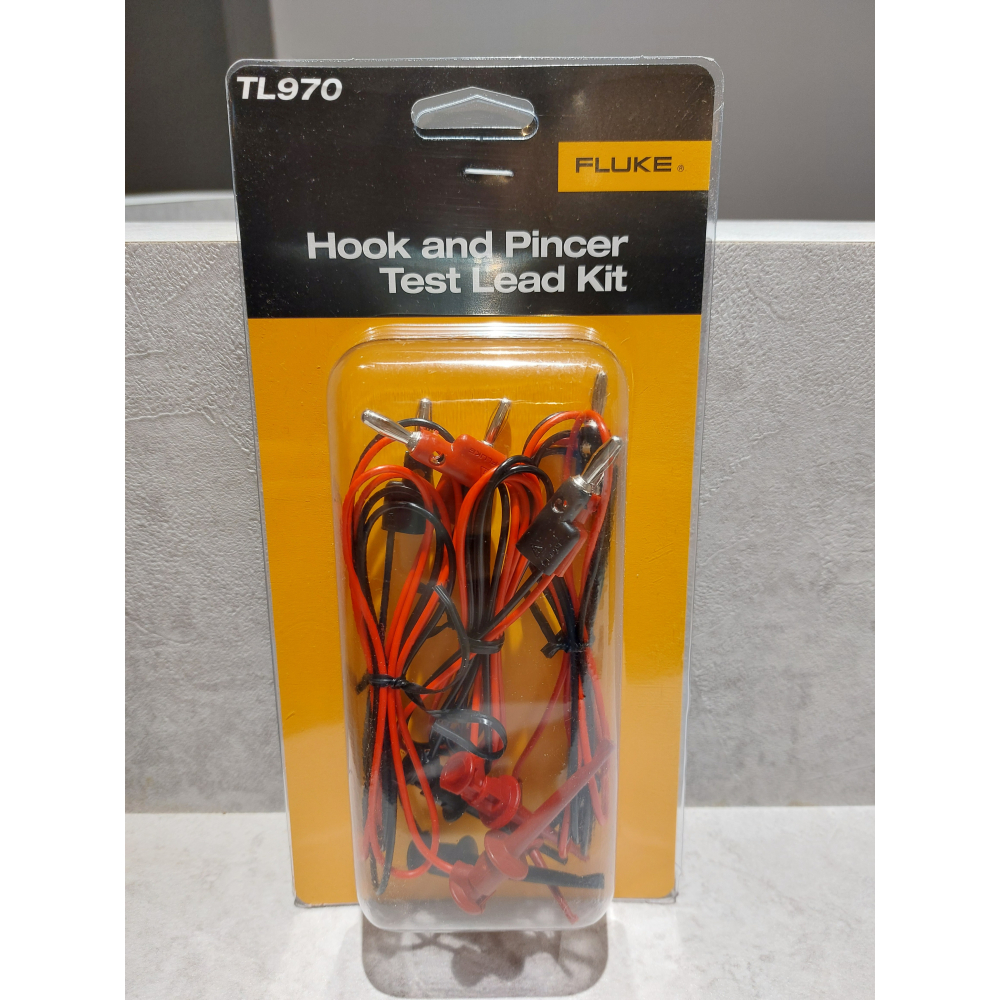 TL970
FLUKE ®
Hook and Pincer
Test Lead Kit